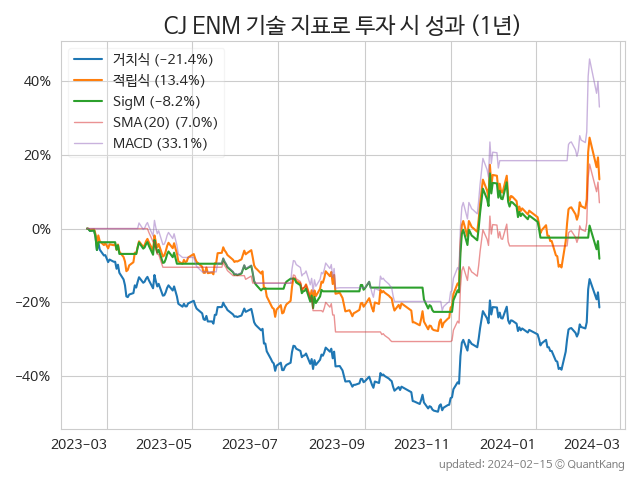 CJ ENM 기술 지표로 투자 시 성과 (1년)
거치식 (−21.4%)
적립식 (13.4%)
SigM (−8.2%)
SMA(20) (7.0%)
MACD (33.1%)
40%
20%
0%
−20%
−40%
2023-03 2023-05 2023-07 2023-09 2023-11 2024-01 2024-03
updated: 2024-02-15 © QuantKang